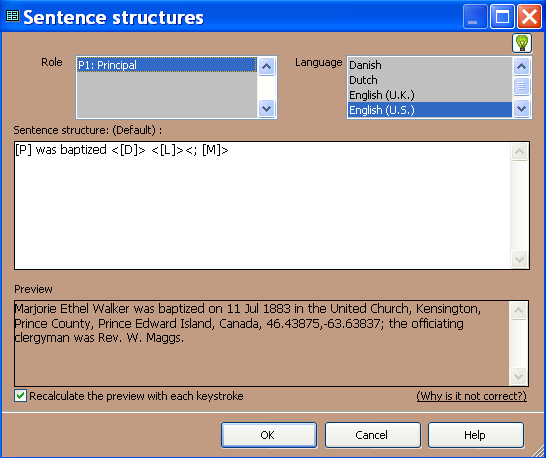 Sentence structures
Role
P1: Principal
Language
Danish
Dutch
English (U.K.)
English (U.S.)
Sentence structure: (Default) :
[P] was baptized <[D]> <[L]><; [M]>
Preview
Marjorie Ethel Walker was baptized on 11 Jul 1883 in the United Church, Kensington,
Prince County, Prince Edward Island, Canada, 46.43875,-63.63837; the officiating
clergyman was Rev. W. Maggs.
Recalculate the preview with each keystroke
(Why is it not correct?)
OK
Cancel
Help